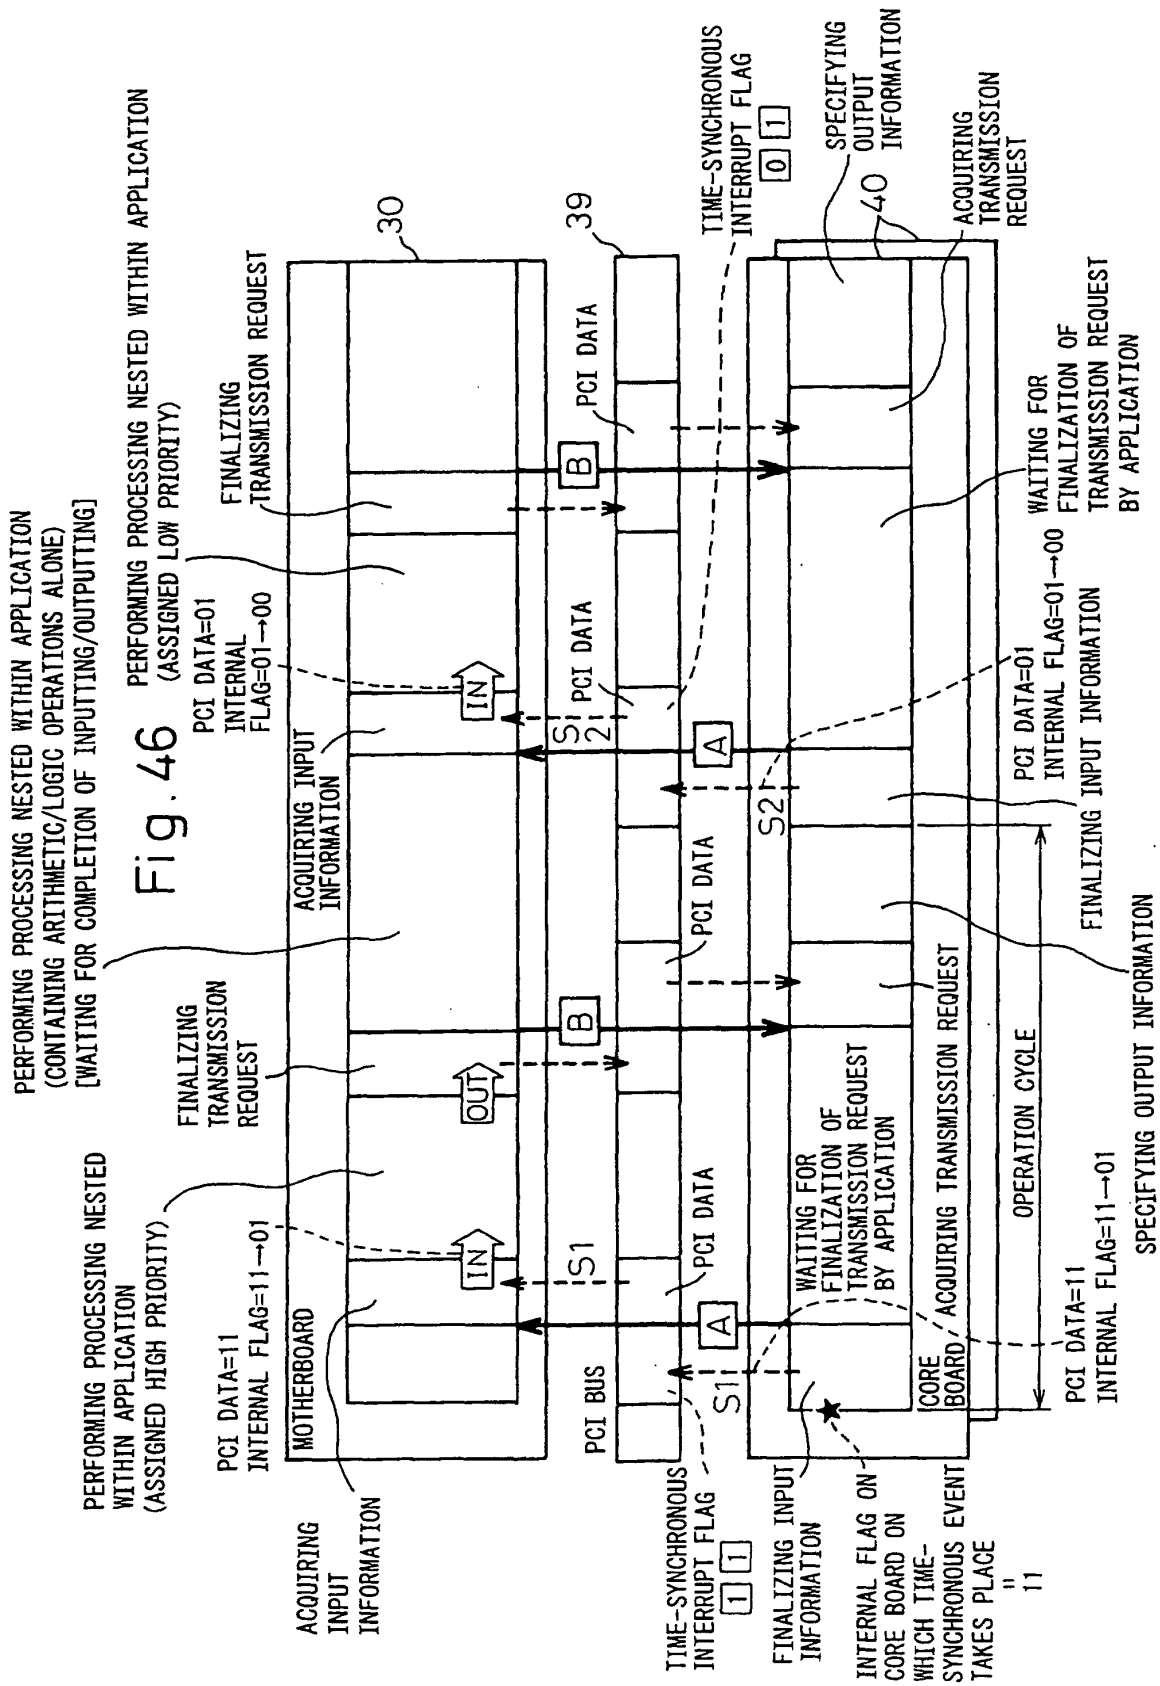 Fig. 46
PERFORMING PROCESSING NESTED WITHIN APPLICATION
(CONTAINING ARITHMETIC/LOGIC OPERATIONS ALONE)
[WAITING FOR COMPLETION OF INPUTTING/OUTPUTTING]
PERFORMING PROCESSING NESTED
WITHIN APPLICATION
(ASSIGNED HIGH PRIORITY)
FINALIZING
TRANSMISSION
REQUEST
PERFORMING PROCESSING NESTED WITHIN APPLICATION
(ASSIGNED LOW PRIORITY)
PCI DATA=01
INTERNAL
FLAG=01→00
FINALIZING
TRANSMISSION REQUEST
PCI DATA=11
INTERNAL FLAG=11→01
ACQUIRING
INPUT
INFORMATION
MOTHERBOARD
ACQUIRING INPUT
INFORMATION
30
IN
OUT
IN
S1
B
S
2
B
PCI BUS
PCI DATA
PCI DATA
PCI DATA
PCI DATA
39
TIME-SYNCHRONOUS
INTERRUPT FLAG
1 1
TIME-SYNCHRONOUS
INTERRUPT FLAG
0 1
S1
A
S2
A
FINALIZING INPUT
INFORMATION
WAITING FOR
FINALIZATION OF
TRANSMISSION REQUEST
BY APPLICATION
SPECIFYING
OUTPUT
INFORMATION
40
CORE
BOARD
ACQUIRING TRANSMISSION REQUEST
ACQUIRING
TRANSMISSION
REQUEST
INTERNAL FLAG ON
CORE BOARD ON
WHICH TIME-
SYNCHRONOUS EVENT
TAKES PLACE
=
11
OPERATION CYCLE
PCI DATA=11
INTERNAL FLAG=11→01
SPECIFYING OUTPUT INFORMATION
FINALIZING INPUT INFORMATION
PCI DATA=01
INTERNAL FLAG=01→00
WAITING FOR
FINALIZATION OF
TRANSMISSION REQUEST
BY APPLICATION